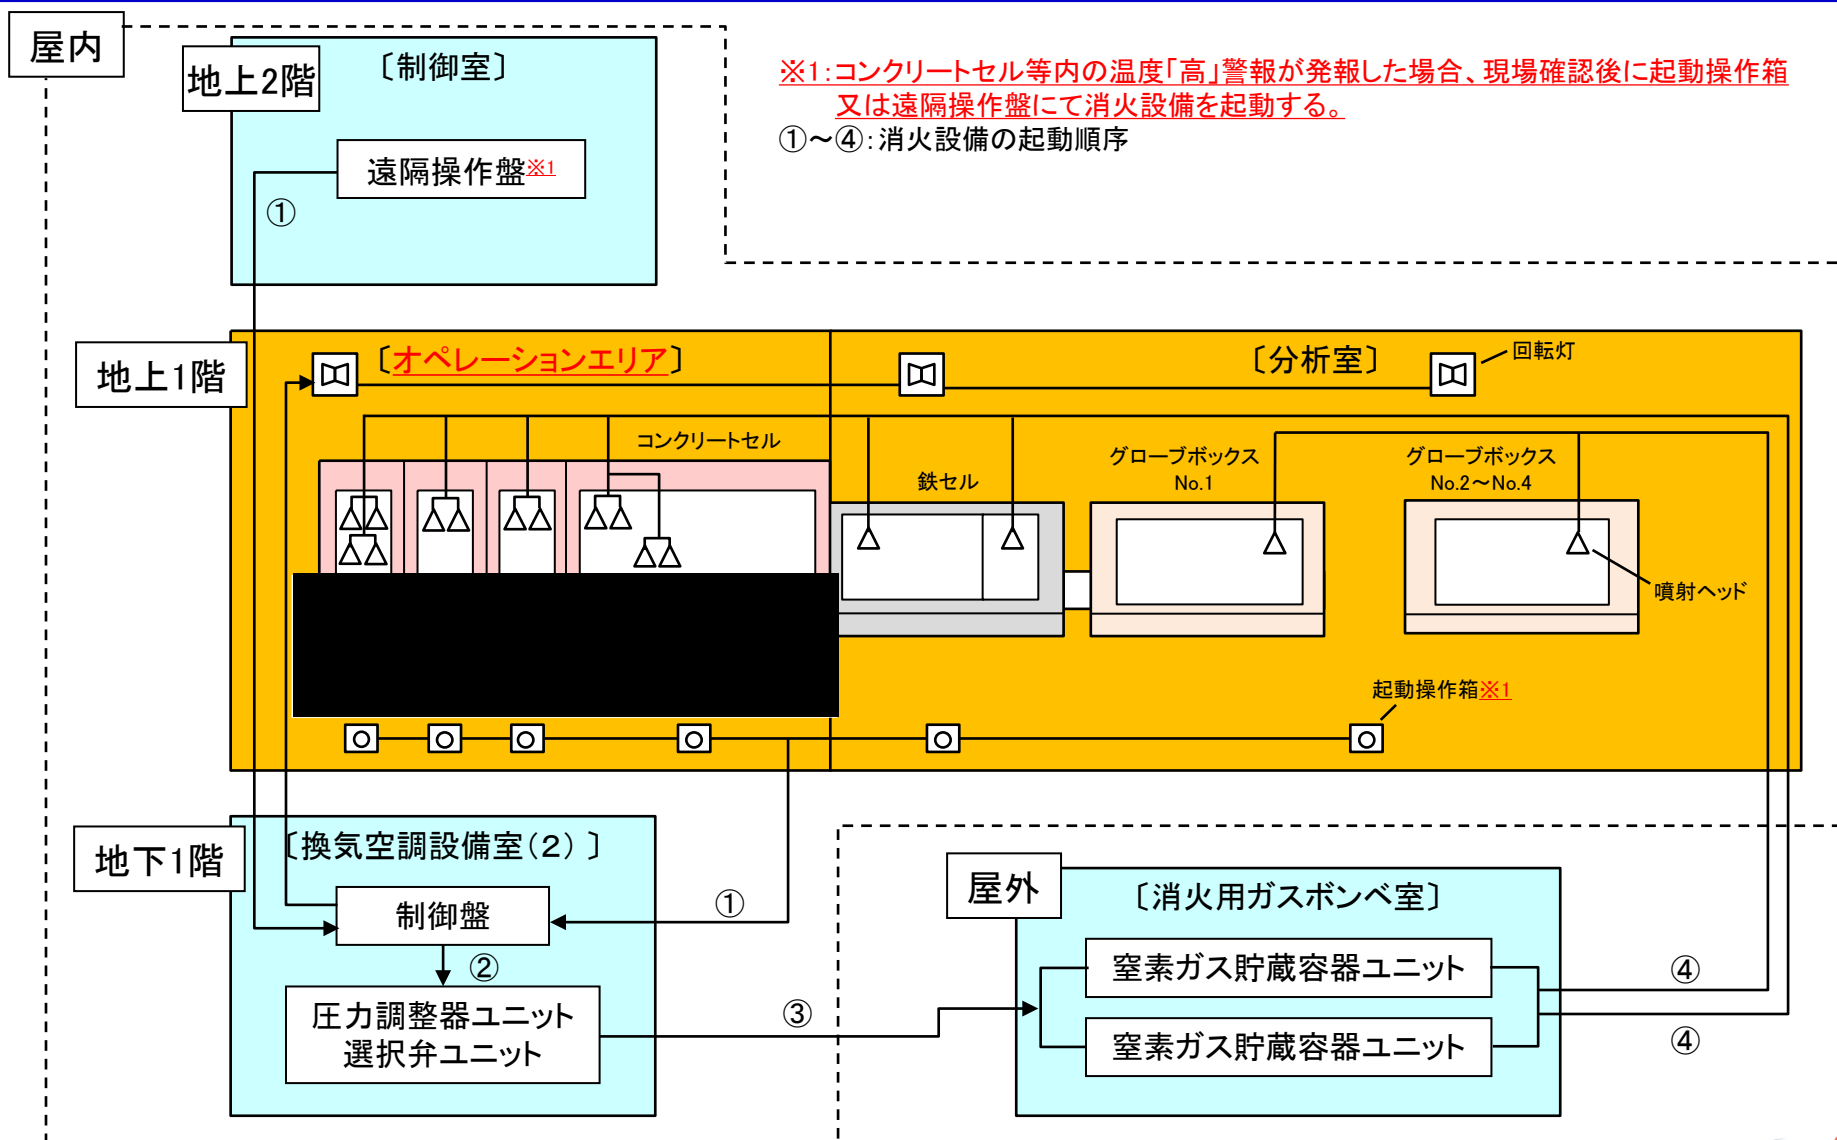 屋内
地上2階
〔制御室〕
遠隔操作盤※1
①
※1:コンクリートセル等内の温度「高」警報が発報した場合、現場確認後に起動操作箱
又は遠隔操作盤にて消火設備を起動する。
①～④:消火設備の起動順序
地上1階
〔オペレーションエリア〕
〔分析室〕
回転灯
コンクリートセル
鉄セル
グローブボックス
No.1
グローブボックス
No.2～No.4
噴射ヘッド
起動操作箱※1
地下1階
〔換気空調設備室(2)〕
制御盤
①
②
圧力調整器ユニット
選択弁ユニット
③
屋外
〔消火用ガスボンベ室〕
窒素ガス貯蔵容器ユニット
窒素ガス貯蔵容器ユニット
④
④